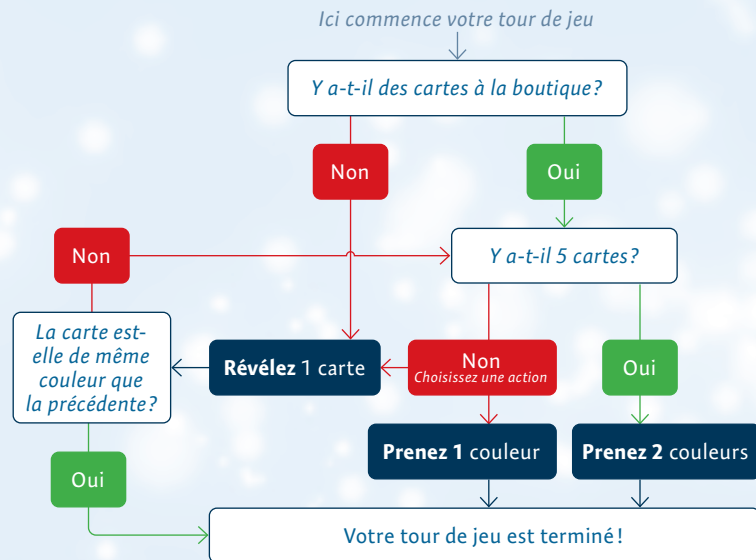 Ici commence votre tour de jeu
Y a-t-il des cartes à la boutique?
Non
Oui
Non
Y a-t-il 5 cartes?
La carte est-
elle de même
couleur que
la précédente?
Révélez 1 carte
Non
Choisissez une action
Oui
Prenez 1 couleur
Prenez 2 couleurs
Oui
Votre tour de jeu est terminé!